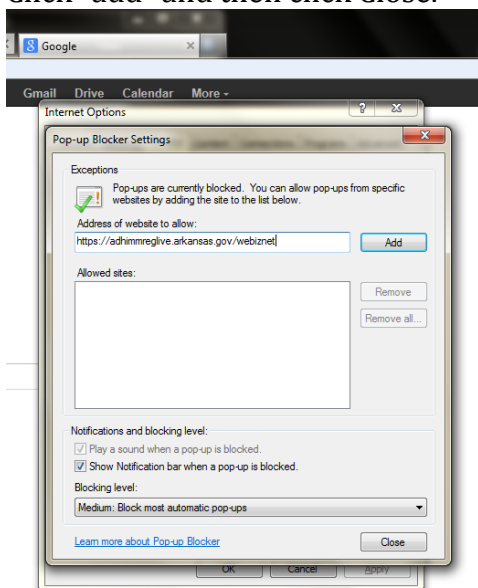 Click "add" and then click Close.
Google
Gmail Drive Calendar More
Internet Options
Pop-up Blocker Settings
Exceptions
Pop-ups are currently blocked. You can allow pop-ups from specific
websites by adding the site to the list below.
Address of website to allow:
https://adhimmreglive.arkansas.gov/webiznet
Add
Allowed sites:
Remove
Remove all...
Notifications and blocking level:
Play a sound when a pop-up is blocked.
Show Notification bar when a pop-up is blocked.
Blocking level:
Medium: Block most automatic pop-ups
Learn more about Pop-up Blocker
Close
OK Cancel Apply